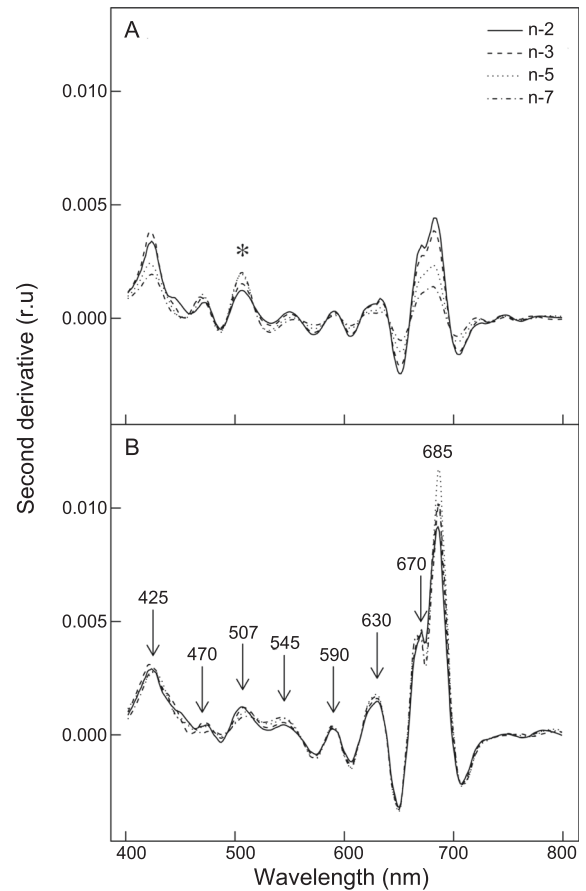 A
n-2
n-3
n-5
n-7
0.010
0.005
*
0.000
Second derivative (r.u)
B
685
0.010
670
0.005
425
470
507
545
590
630
0.000
400 500 600 700 800
Wavelength (nm)